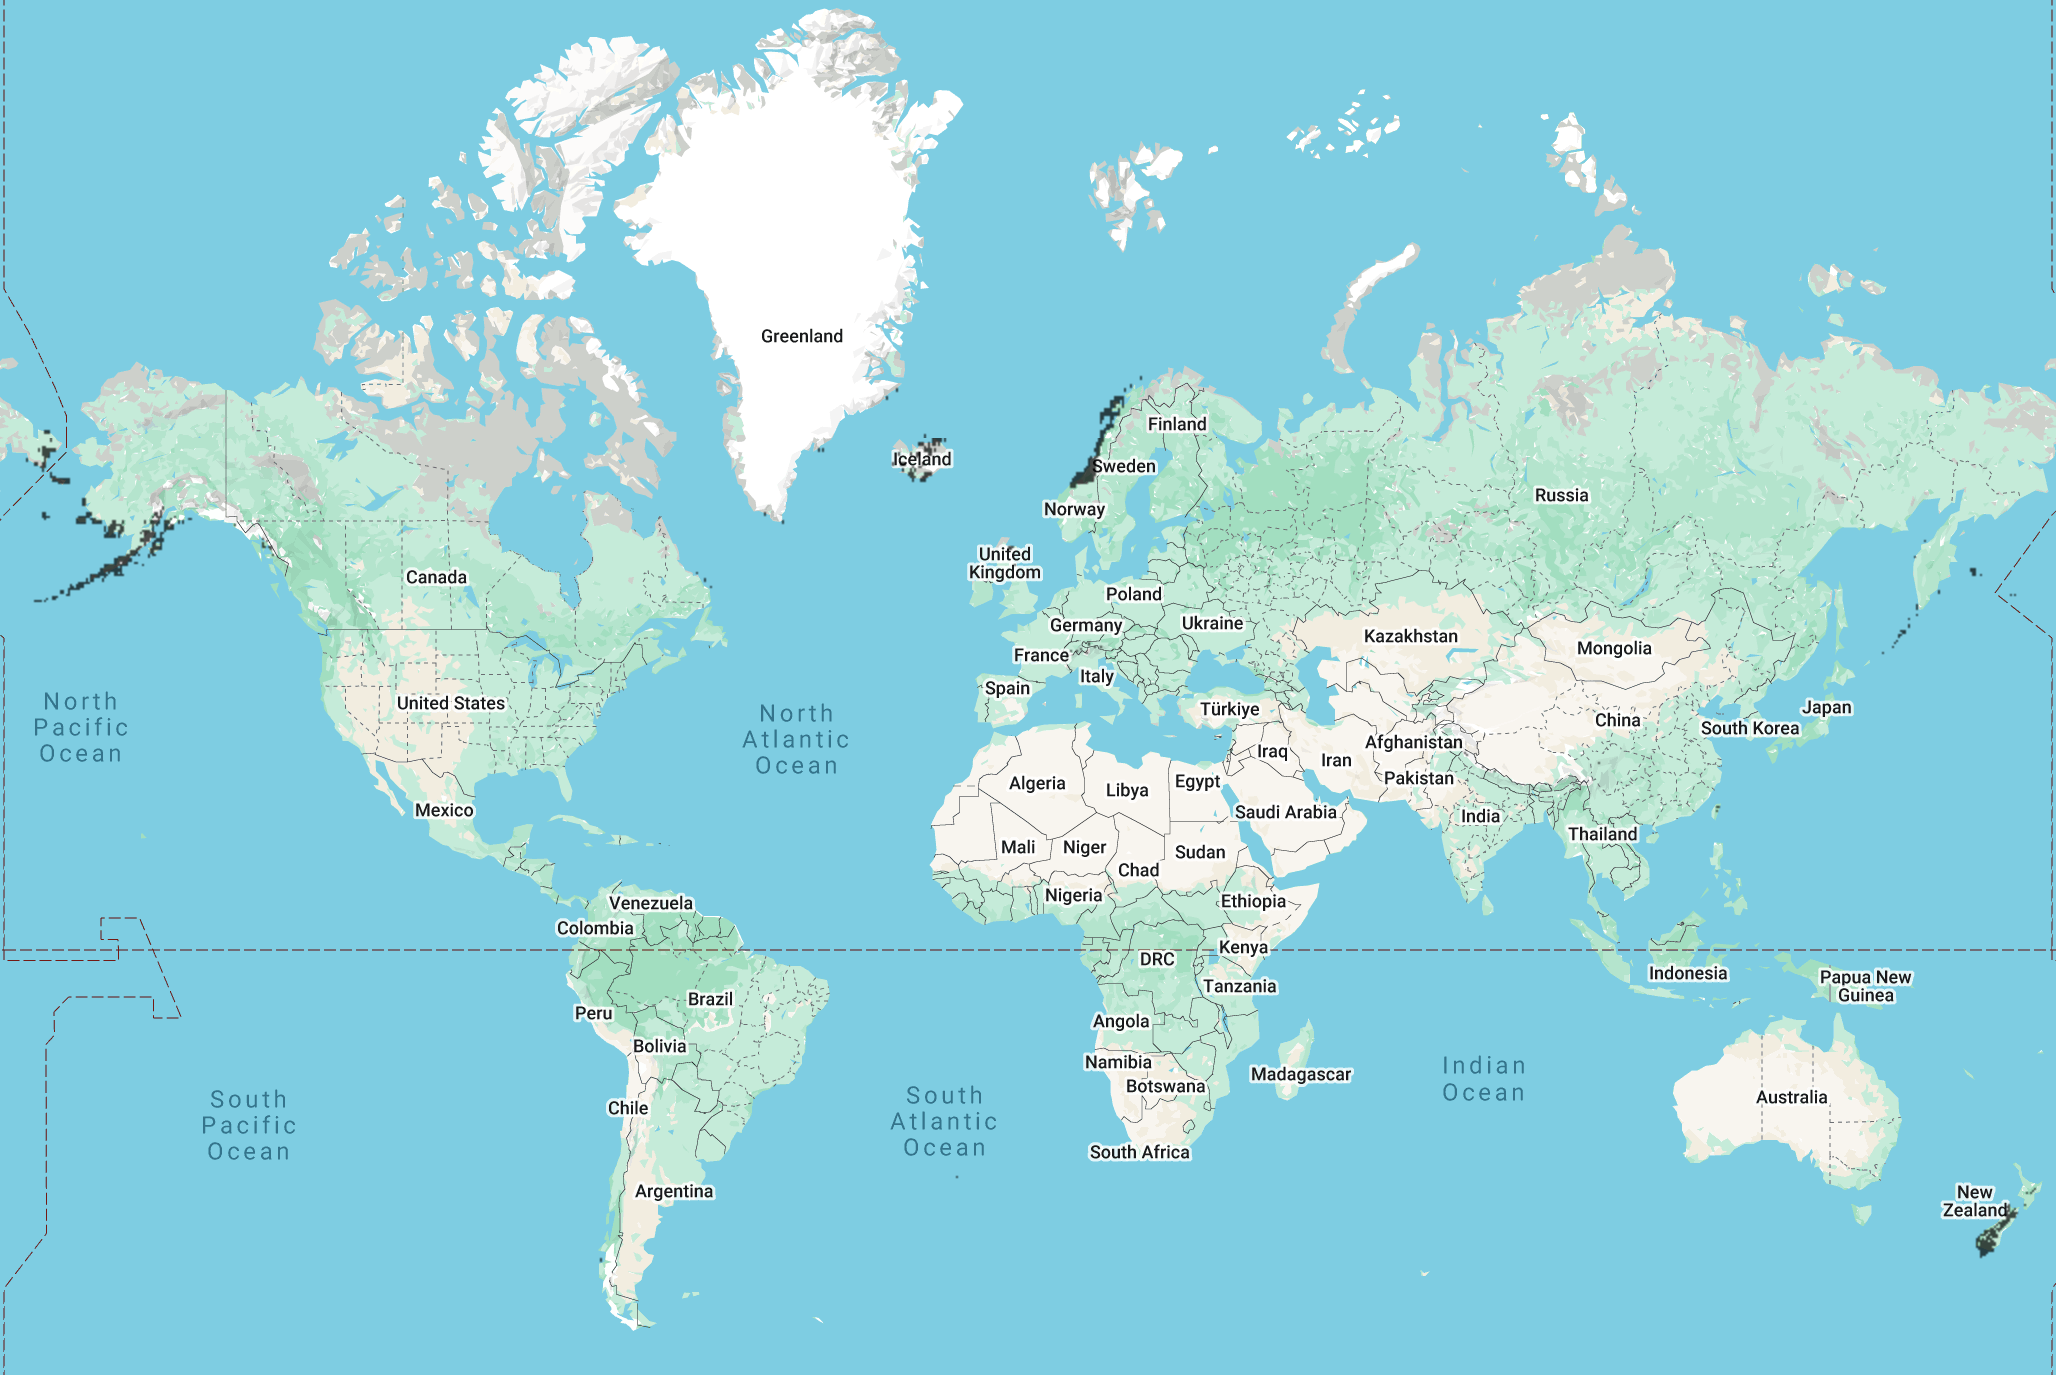 Greenland
Iceland
Finland
Sweden
Norway
Russia
United
Kingdom
Canada
Poland
Germany
Ukraine
Kazakhstan
Mongolia
France
Italy
Spain
United States
North
Pacific
Ocean
North
Atlantic
Ocean
Türkiye
China
Japan
South Korea
Afghanistan
Iraq
Iran
Pakistan
Algeria
Libya
Egypt
Saudi Arabia
India
Mexico
Thailand
Mali
Niger
Sudan
Chad
Nigeria
Ethiopia
Venezuela
Colombia
Kenya
DRC
Indonesia
Papua New
Guinea
Tanzania
Brazil
Peru
Angola
Bolivia
Namibia
Botswana
Madagascar
Indian
Ocean
Australia
Chile
South
Pacific
Ocean
South
Atlantic
Ocean
South Africa
Argentina
New
Zealand